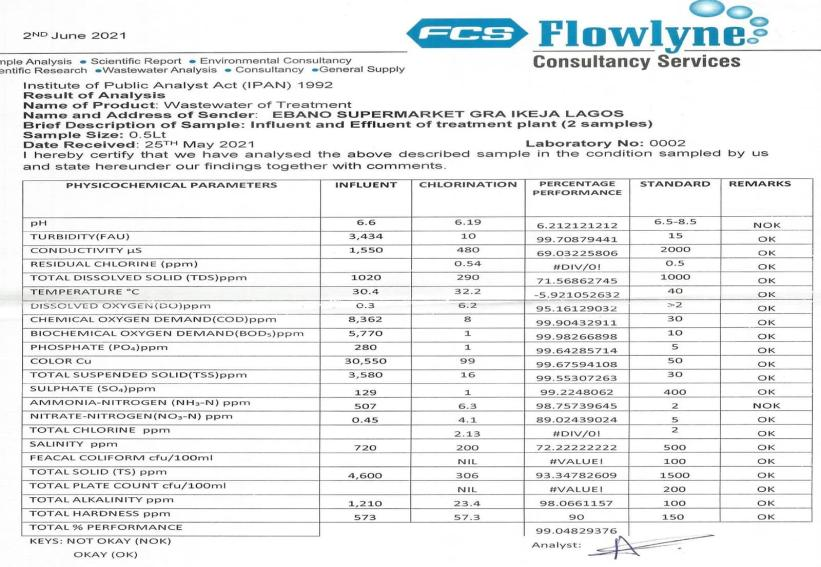 2ND June 2021
FCS Flowlyne
Consultancy Services
mple Analysis • Scientific Report • Environmental Consultancy
entific Research •Wastewater Analysis • Consultancy •General Supply
Institute of Public Analyst Act (IPAN) 1992
Result of Analysis
Name of Product: Wastewater of Treatment
Name and Address of Sender: EBANO SUPERMARKET GRA IKEJA LAGOS
Brief Description of Sample: Influent and Effluent of treatment plant (2 samples)
Sample Size: 0.5Lt
Date Received: 25TH May 2021 Laboratory No: 0002
I hereby certify that we have analysed the above described sample in the condition sampled by us
and state hereunder our findings together with comments.
PHYSICOCHEMICAL PARAMETERS INFLUENT CHLORINATION PERCENTAGE PERFORMANCE STANDARD REMARKS
pH 6.6 6.19 6.212121212 6.5-8.5 NOK
TURBIDITY(FAU) 3,434 10 99.70879441 15 OK
CONDUCTIVITY µS 1,550 480 69.03225806 2000 OK
RESIDUAL CHLORINE (ppm) 0.54 #DIV/0! 0.5 OK
TOTAL DISSOLVED SOLID (TDS)ppm 1020 290 71.56862745 1000 OK
TEMPERATURE °C 30.4 32.2 -5.921052632 40 OK
DISSOLVED OXYGEN(DO)ppm 0.3 6.2 95.16129032 >2 OK
CHEMICAL OXYGEN DEMAND(COD)ppm 8,362 8 99.90432911 30 OK
BIOCHEMICAL OXYGEN DEMAND(BOD₅)ppm 5,770 1 99.98266898 10 OK
PHOSPHATE (PO₄)ppm 280 1 99.64285714 5 OK
COLOR Cu 30,550 99 99.67594108 50 OK
TOTAL SUSPENDED SOLID(TSS)ppm 3,580 16 99.55307263 30 OK
SULPHATE (SO₄)ppm 129 1 99.2248062 400 OK
AMMONIA-NITROGEN (NH₃-N) ppm 507 6.3 98.75739645 2 NOK
NITRATE-NITROGEN(NO₃-N) ppm 0.45 4.1 89.02439024 5 OK
TOTAL CHLORINE ppm 2.13 #DIV/0! 2 OK
SALINITY ppm 720 200 72.22222222 500 OK
FEACAL COLIFORM cfu/100ml NIL #VALUE! 100 OK
TOTAL SOLID (TS) ppm 4,600 306 93.34782609 1500 OK
TOTAL PLATE COUNT cfu/100ml NIL #VALUE! 200 OK
TOTAL ALKALINITY ppm 1,210 23.4 98.0661157 100 OK
TOTAL HARDNESS ppm 573 57.3 90 150 OK
TOTAL % PERFORMANCE 99.04829376
KEYS: NOT OKAY (NOK)
OKAY (OK)
Analyst: